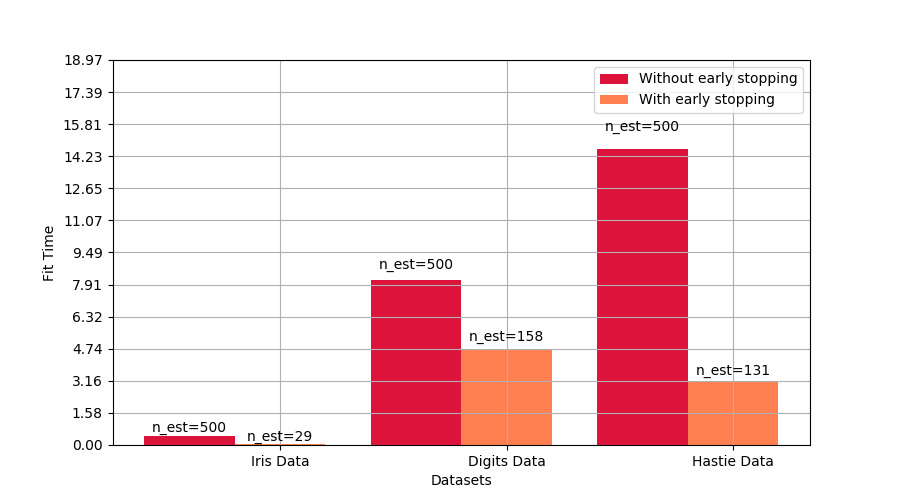 18.97
17.39
15.81
14.23
12.65
11.07
9.49
7.91
6.32
4.74
3.16
1.58
0.00
Fit Time
Without early stopping
With early stopping
n_est=500
n_est=29
n_est=500
n_est=158
n_est=500
n_est=131
Iris Data
Digits Data
Hastie Data
Datasets